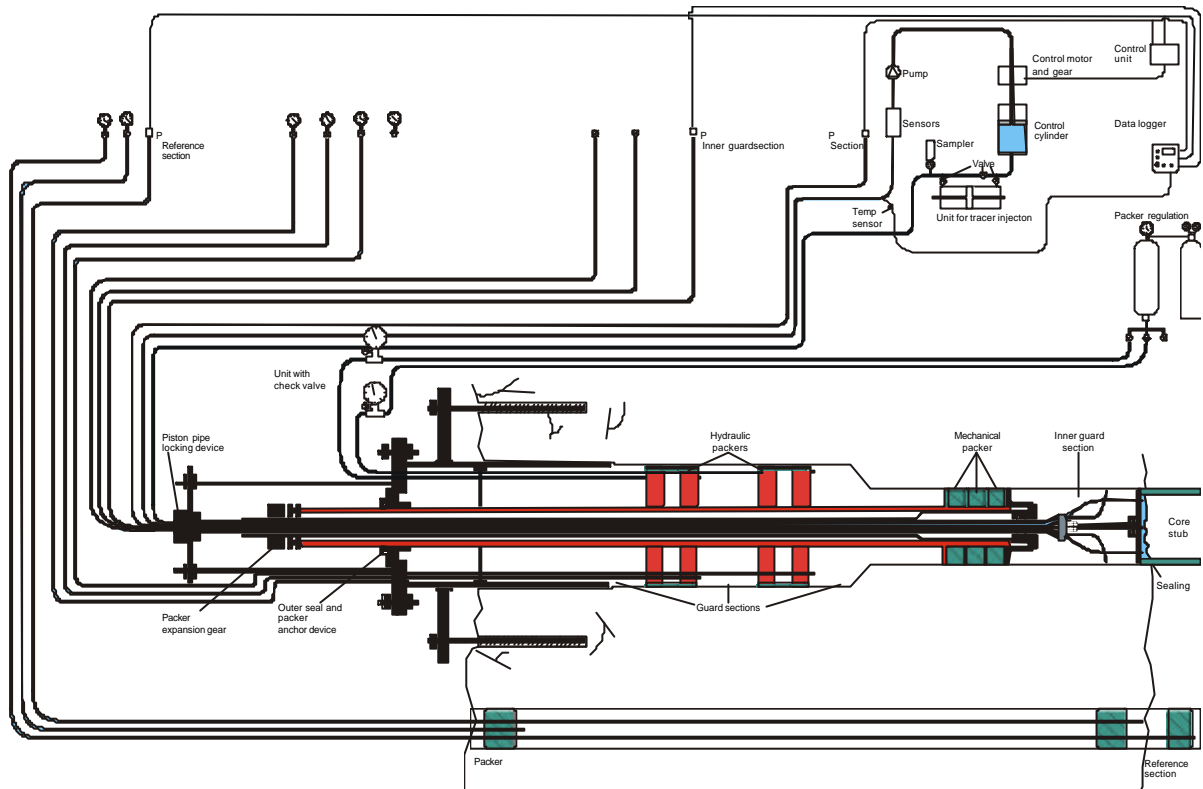 Control motor
and gear
Control
unit
Pump
P
Reference
section
P
Inner guardsection
P
Section
Sensors
Sampler
Control
cylinder
Data logger
Valve
Temp
sensor
Unit for tracer injecton
Packer regulation
Unit with
check valve
Piston pipe
locking device
Hydraulic
packers
Mechanical
packer
Inner guard
section
Core
stub
Sealing
Packer
expansion gear
Outer seal and
packer
anchor device
Guard sections
Packer
Reference
section